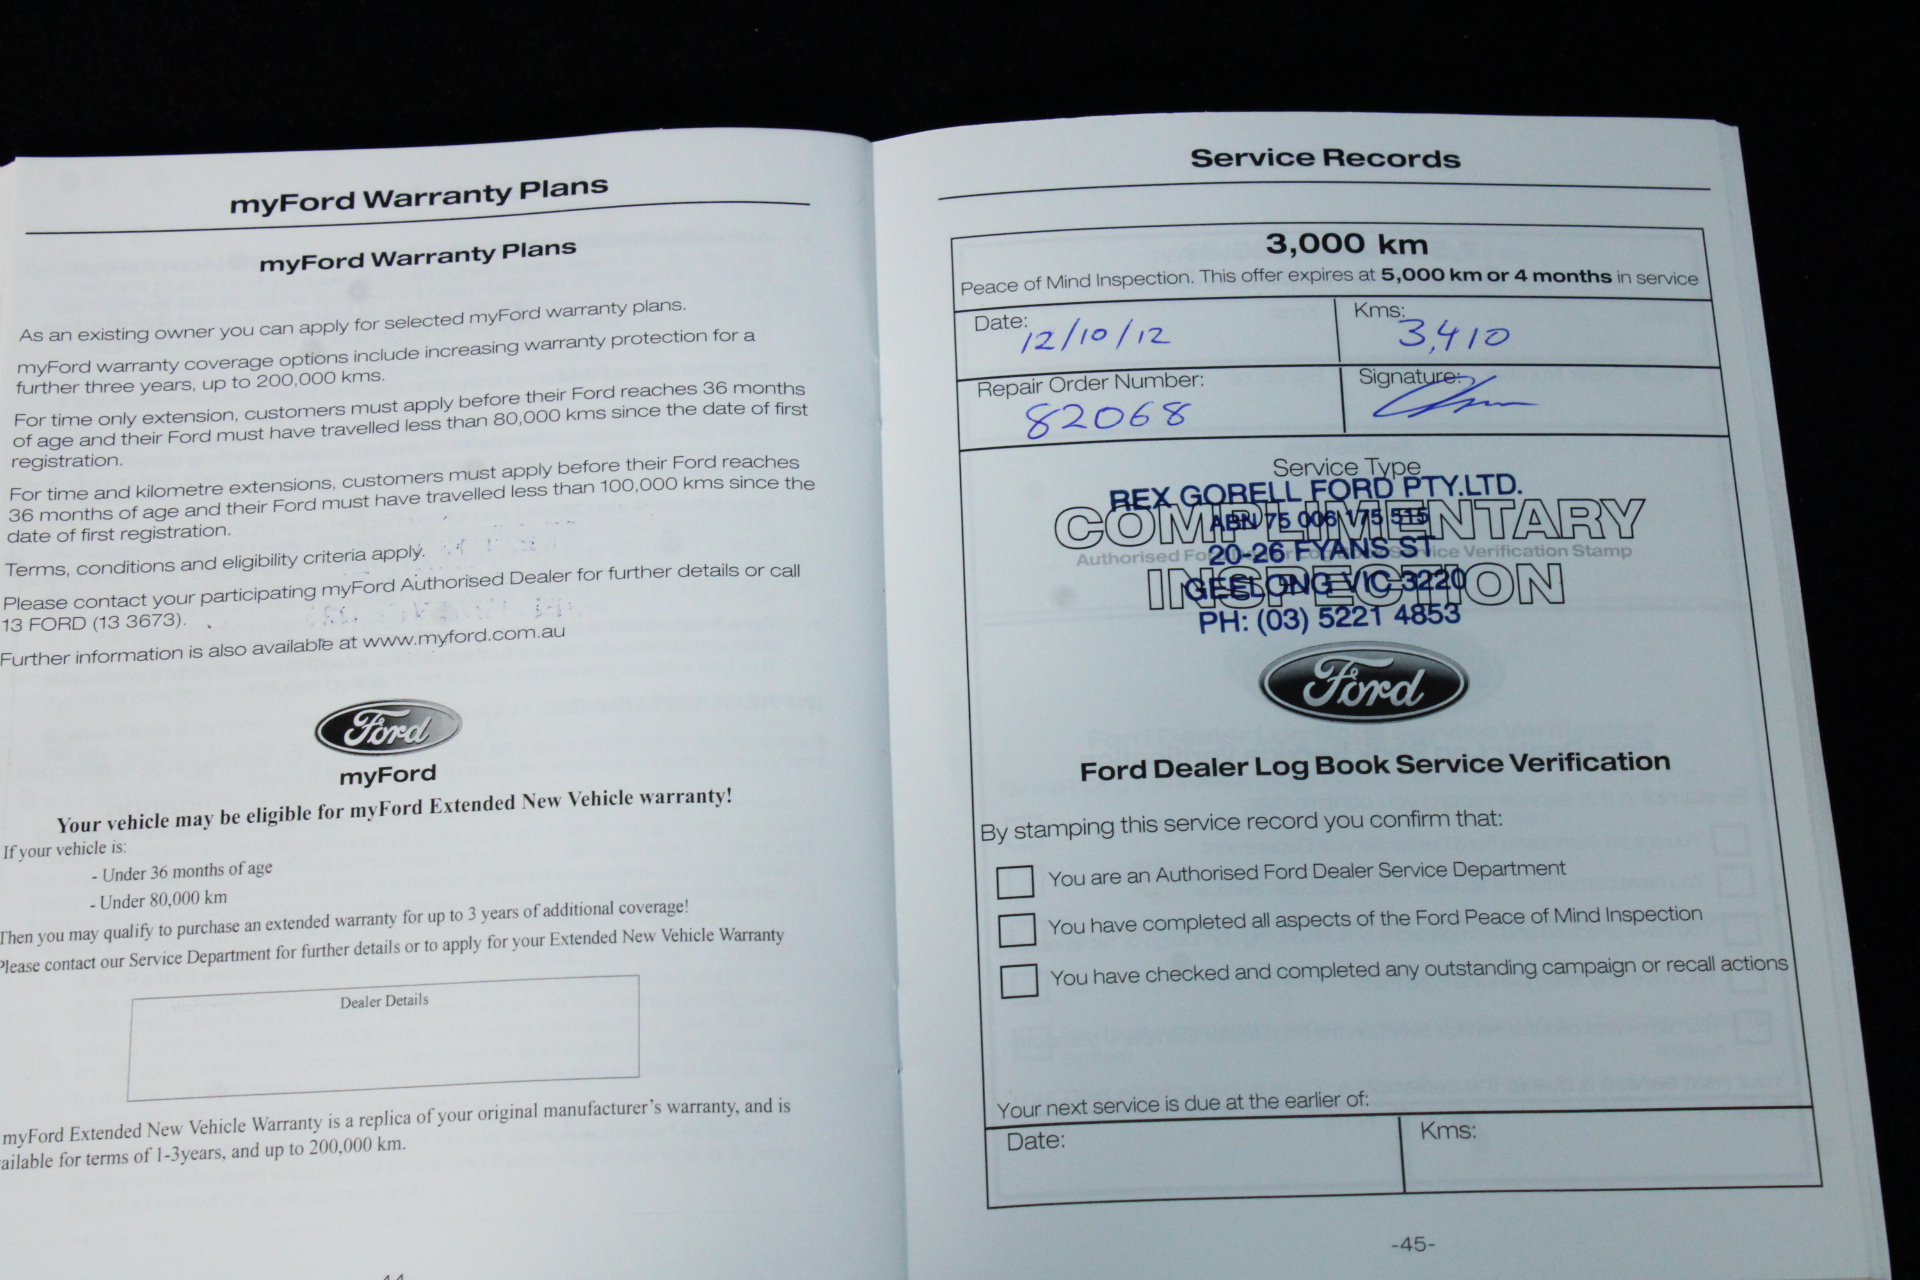 myFord Warranty Plans
myFord Warranty Plans
As an existing owner you can apply for selected myFord warranty plans.
myFord warranty coverage options include increasing warranty protection for a
further three years, up to 200,000 kms.
For time only extension, customers must apply before their Ford reaches 36 months
of age and their Ford must have travelled less than 80,000 kms since the date of first
registration.
For time and kilometre extensions, customers must apply before their Ford reaches
36 months of age and their Ford must have travelled less than 100,000 kms since the
date of first registration.
Terms, conditions and eligibility criteria apply.
Please contact your participating myFord Authorised Dealer for further details or call
13 FORD (13 3673).
Further information is also available at www.myford.com.au
Ford
myFord
Your vehicle may be eligible for myFord Extended New Vehicle warranty!
If your vehicle is:
- Under 36 months of age
- Under 80,000 km
Then you may qualify to purchase an extended warranty for up to 3 years of additional coverage!
Please contact our Service Department for further details or to apply for your Extended New Vehicle Warranty
Dealer Details
myFord Extended New Vehicle Warranty is a replica of your original manufacturer's warranty, and is
ailable for terms of 1-3years, and up to 200,000 km.
Service Records
3,000 km
Peace of Mind Inspection. This offer expires at 5,000 km or 4 months in service
Date: 12/10/12
Kms: 3,410
Repair Order Number: 82068
Signature:
Service Type
REX GORELL FORD PTY.LTD.
COMPLIMENTARY
ABN 75 006 175 515
20-26 FYANS ST
Authorised Ford Dealer Log Book Service Verification Stamp
INSPECTION
GEELONG VIC 3220
PH: (03) 5221 4853
Ford
Ford Dealer Log Book Service Verification
By stamping this service record you confirm that:
You are an Authorised Ford Dealer Service Department
You have completed all aspects of the Ford Peace of Mind Inspection
You have checked and completed any outstanding campaign or recall actions
Your next service is due at the earlier of:
Date:
Kms:
-45-